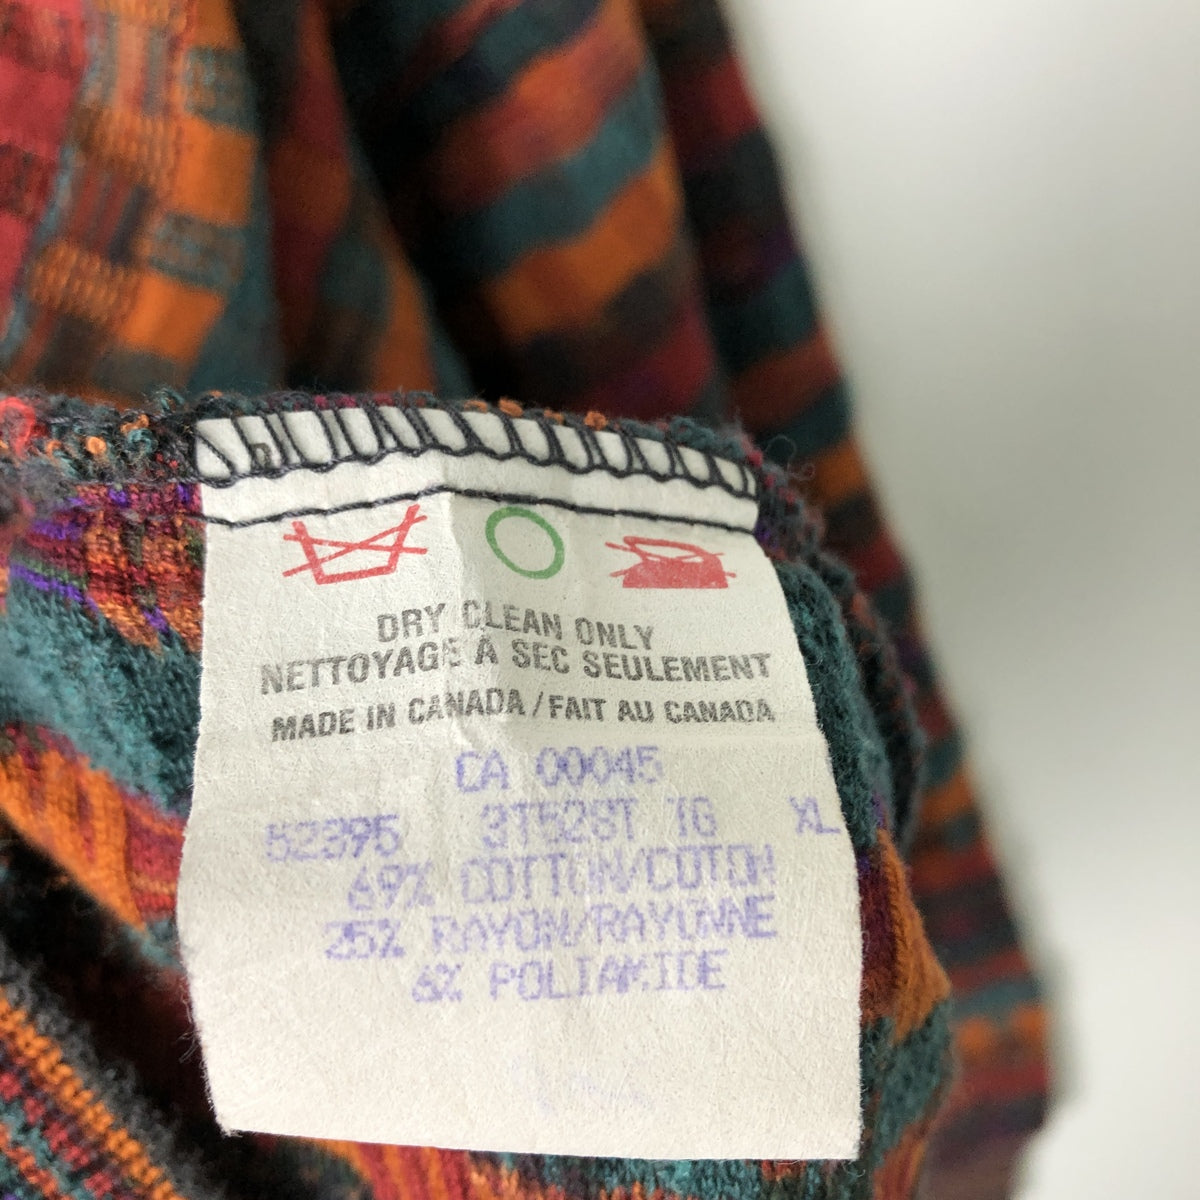 DRY CLEAN ONLY
NETTOYAGE À SEC SEULEMENT
MADE IN CANADA / FAIT AU CANADA
CA 00045
52395 3T528T TG XL
69% COTTON/COTON
25% RAYON/RAYONNE
6% POLIAMIDE